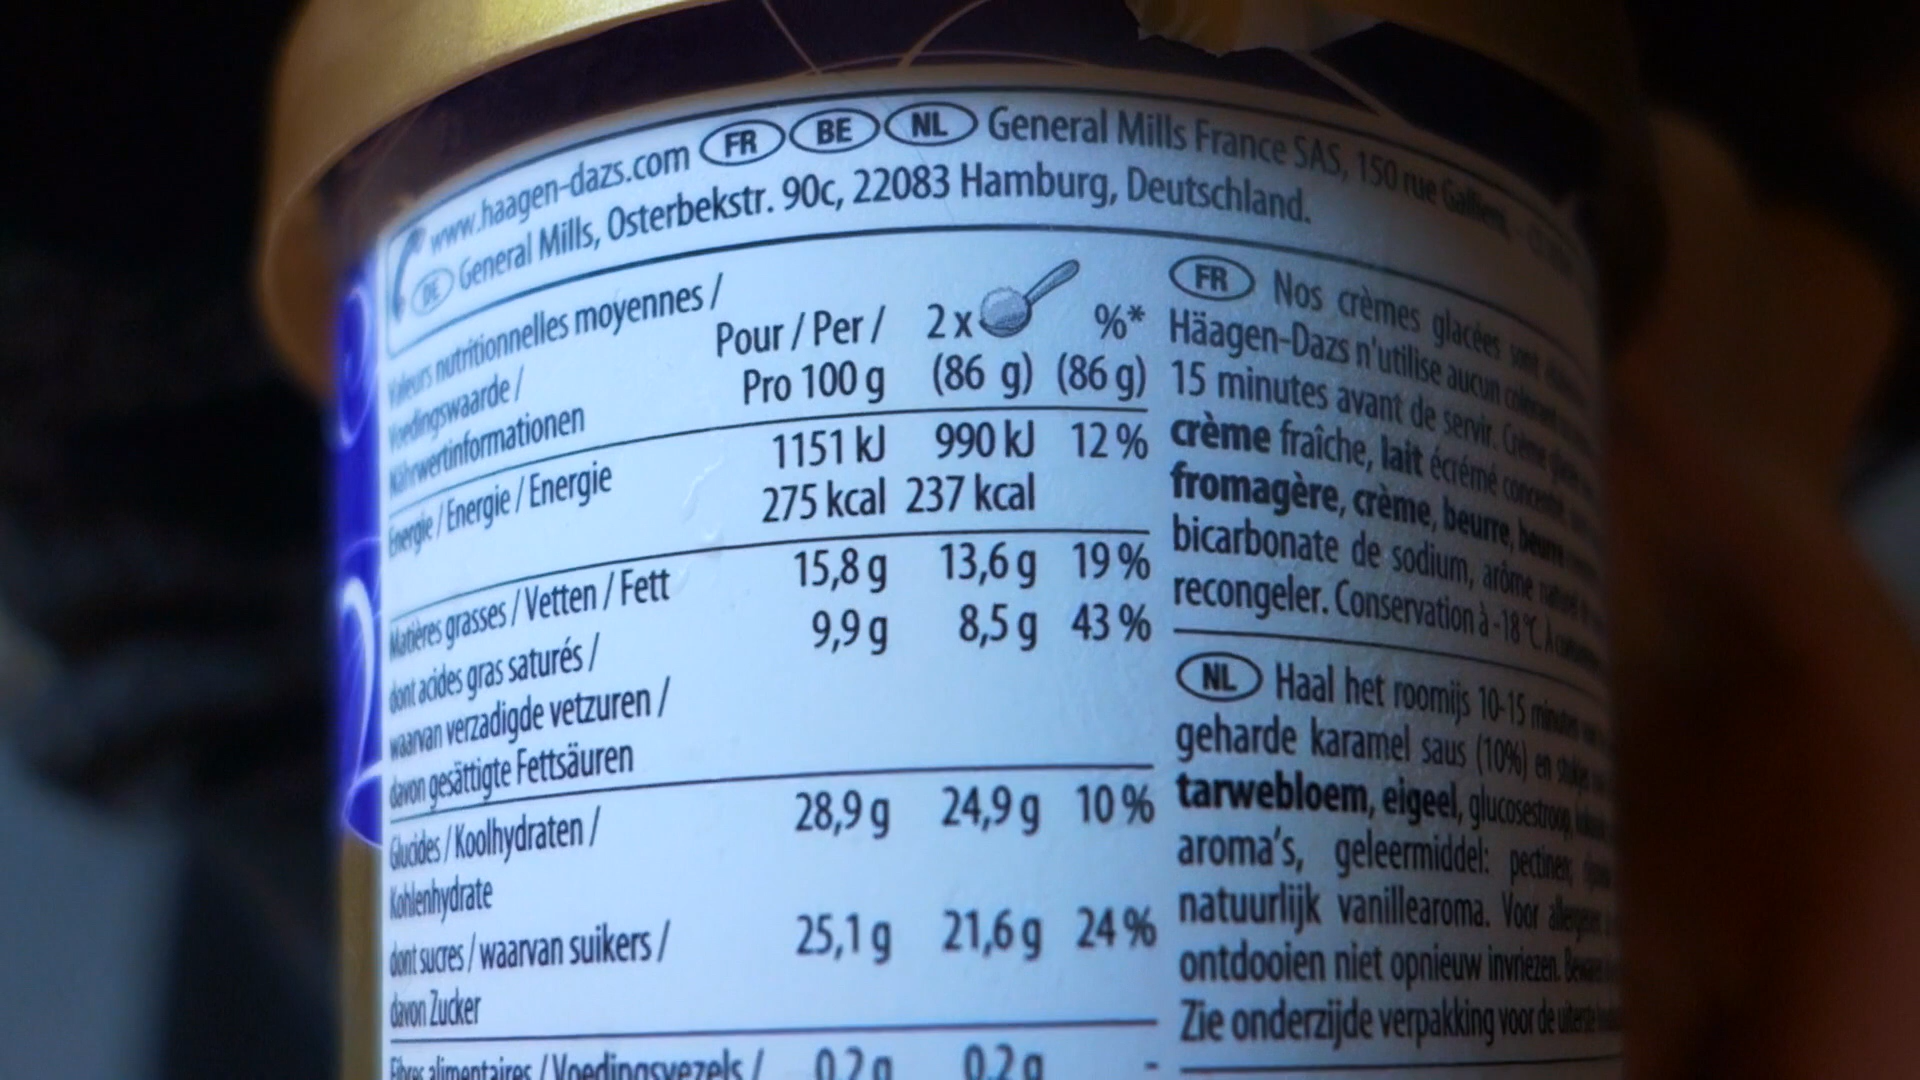 www.haagen-dazs.com FR BE NL General Mills France SAS, 150 rue Gallieni
DE General Mills, Osterbekstr. 90c, 22083 Hamburg, Deutschland.
Valeurs nutritionnelles moyennes /
Voedingswaarde /
Nährwertinformationen
Pour / Per / 2 x %*
Pro 100 g (86 g) (86 g)
Energie / Energie / Energie 1151 kJ 990 kJ 12 %
275 kcal 237 kcal
Matières grasses / Vetten / Fett 15,8 g 13,6 g 19 %
dont acides gras saturés / 9,9 g 8,5 g 43 %
waarvan verzadigde vetzuren /
davon gesättigte Fettsäuren
Glucides / Koolhydraten / 28,9 g 24,9 g 10 %
Kohlenhydrate
dont sucres / waarvan suikers / 25,1 g 21,6 g 24 %
davon Zucker
Fibres alimentaires / Voedingsvezels / 0,2 g 0,2 g -
FR Nos crèmes glacées sont
Häagen-Dazs n'utilise aucun colorant
15 minutes avant de servir. Crème
crème fraîche, lait écrémé concentré
fromagère, crème, beurre, beurre
bicarbonate de sodium, arôme naturel
recongeler. Conservation à -18 °C. À
NL Haal het roomijs 10-15 minuten
geharde karamel saus (10%) en stukjes
tarwebloem, eigeel, glucosestroop,
aroma's, geleermiddel: pectinen,
natuurlijk vanillearoma. Voor allergenen
ontdooien niet opnieuw invriezen.
Zie onderzijde verpakking voor de uiterste